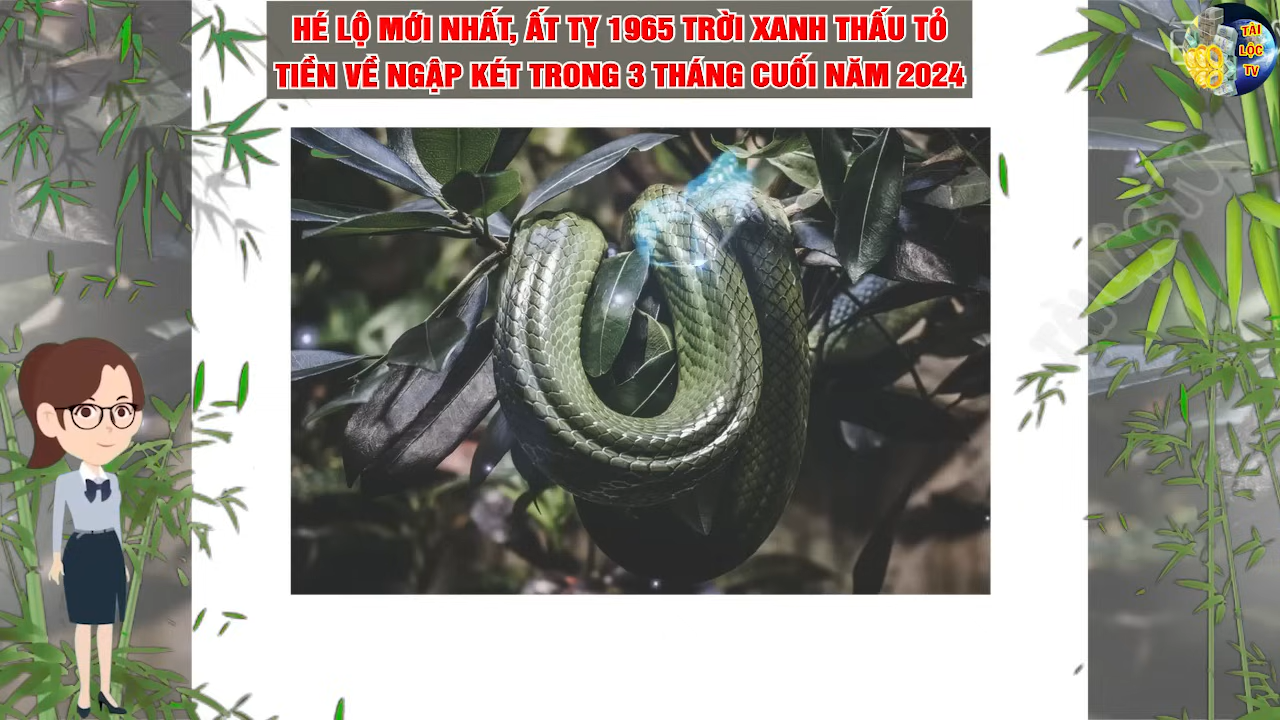 HÉ LỘ MỚI NHẤT, ẤT TỴ 1965 TRỜI XANH THẤU TỎ
TIỀN VỀ NGẬP KÉT TRONG 3 THÁNG CUỐI NĂM 2024
TÀI
LỘC
TV